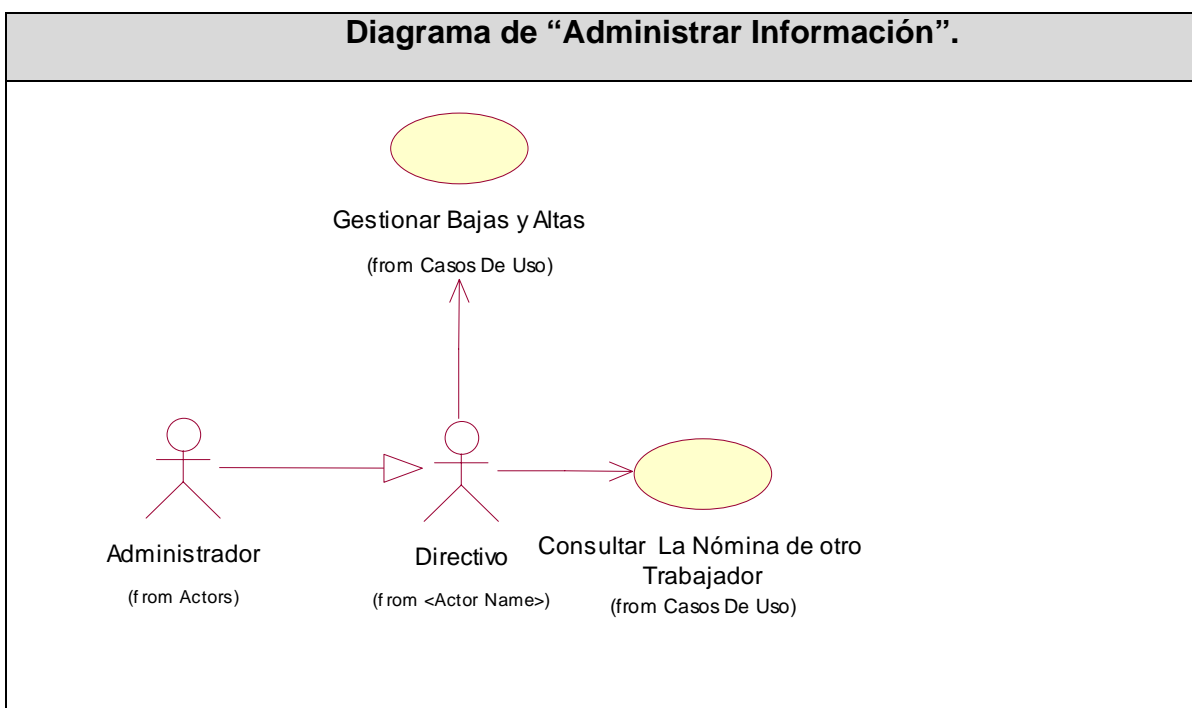 Diagrama de “Administrar Información”.
Gestionar Bajas y Altas
(from Casos De Uso)
Administrador
(from Actors)
Directivo
(from <Actor Name>)
Consultar La Nómina de otro
Trabajador
(from Casos De Uso)